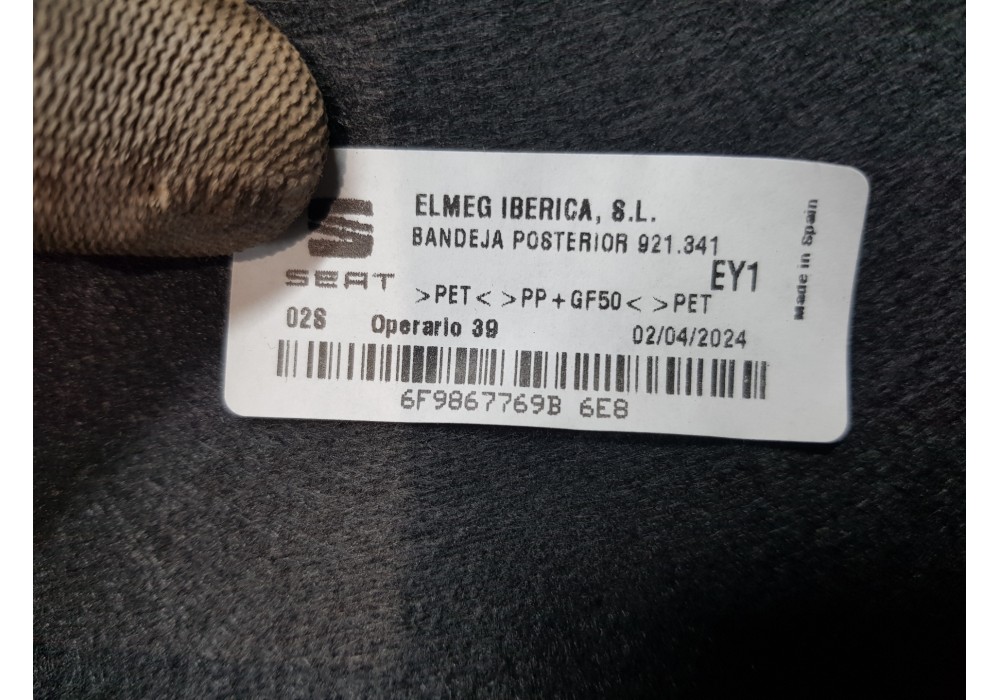 ELMEG IBERICA, S.L.
BANDEJA POSTERIOR 921.341
EY1
SEAT
>PET< >PP+GF50< >PET
02S Operario 39 02/04/2024
6F9867769B 6E8
made in Spain